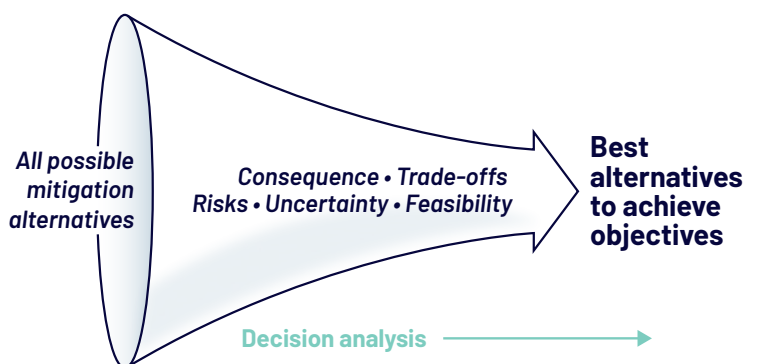 All possible
mitigation
alternatives
Consequence • Trade-offs
Risks • Uncertainty • Feasibility
Best
alternatives
to achieve
objectives
Decision analysis